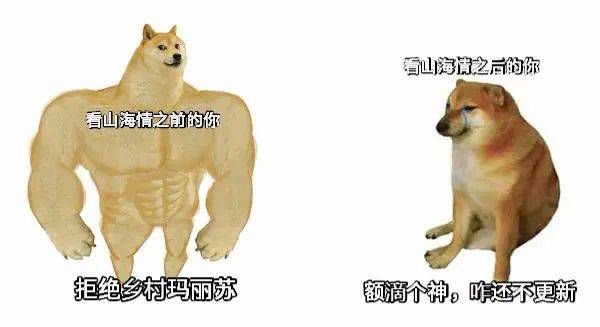 看山海情之前的你
拒绝乡村玛丽苏
看山海情之后的你
额滴个神，咋还不更新